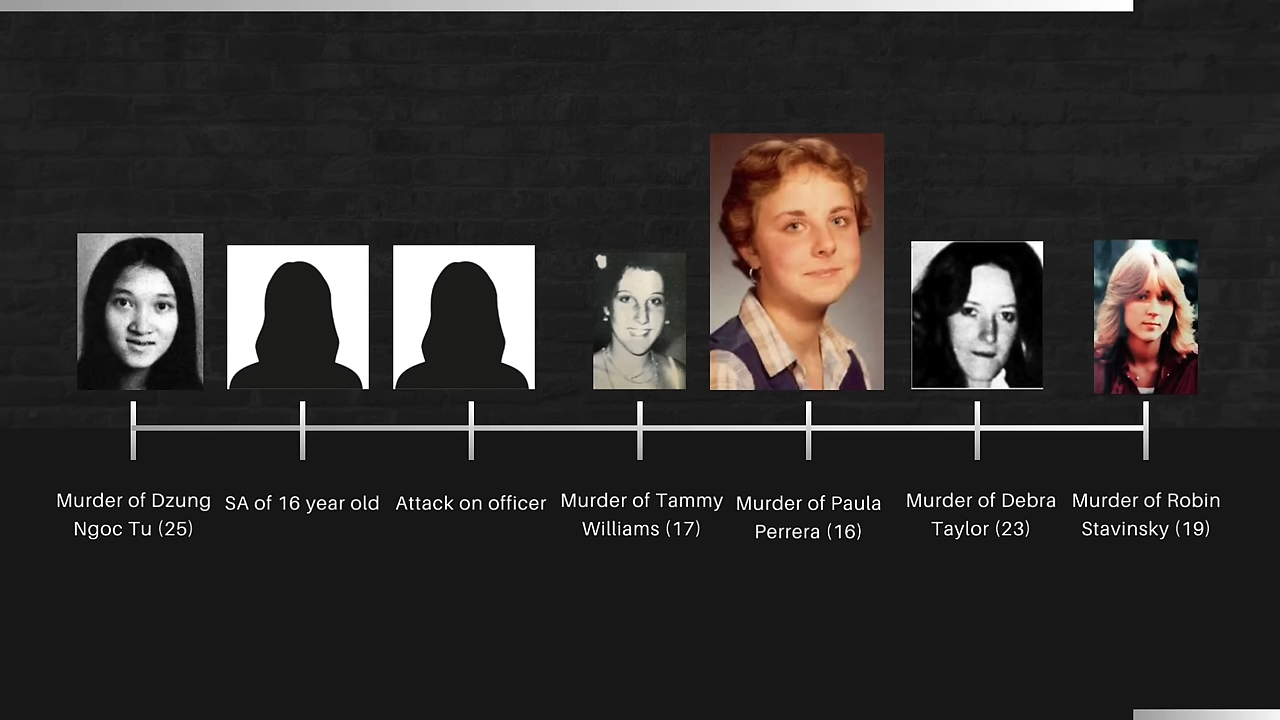 Murder of Dzung
Ngoc Tu (25)
SA of 16 year old
Attack on officer
Murder of Tammy
Williams (17)
Murder of Paula
Perrera (16)
Murder of Debra
Taylor (23)
Murder of Robin
Stavinsky (19)